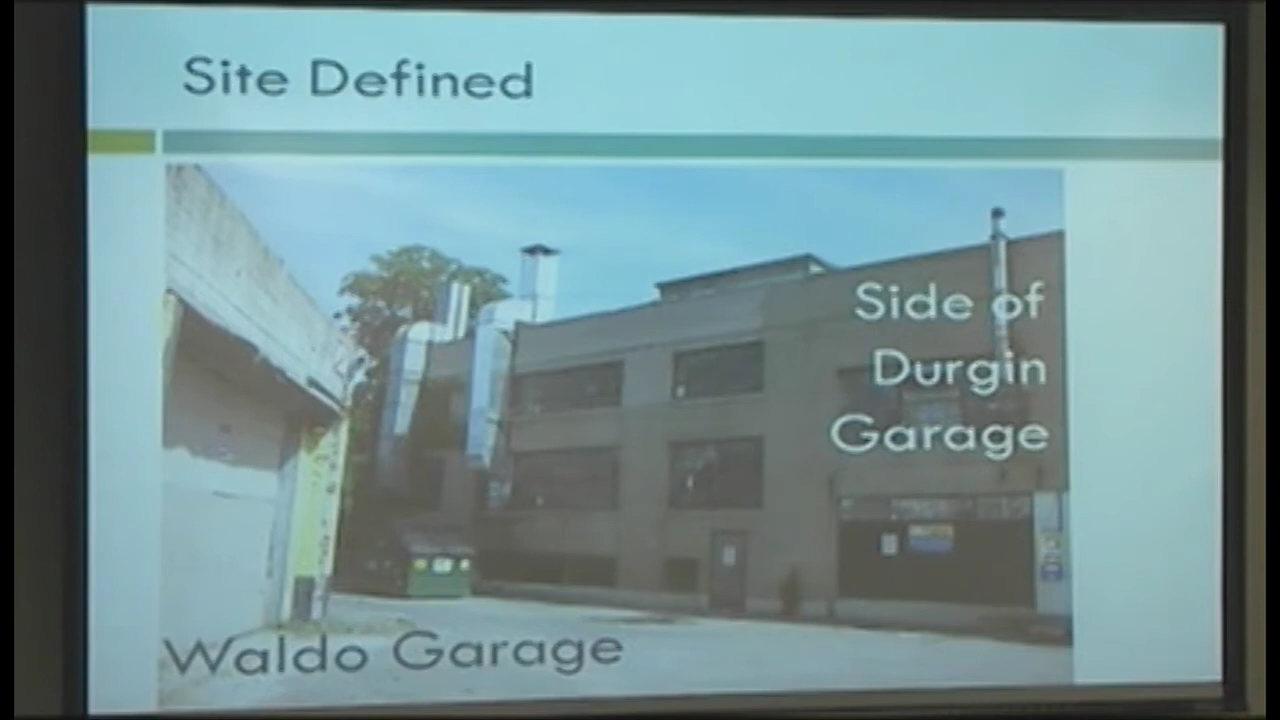 Site Defined
Side of
Durgin
Garage
Waldo Garage